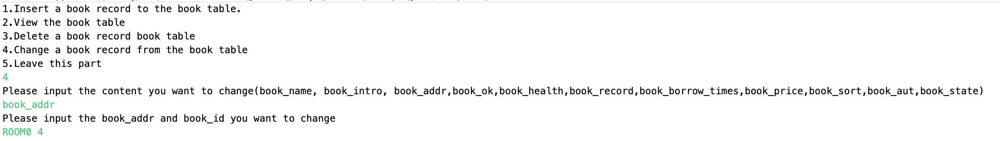 1.Insert a book record to the book table.
2.View the book table
3.Delete a book record book table
4.Change a book record from the book table
5.Leave this part
4
Please input the content you want to change(book_name, book_intro, book_addr,book_ok,book_health,book_record,book_borrow_times,book_price,book_sort,book_aut,book_state)
book_addr
Please input the book_addr and book_id you want to change
ROOM0 4